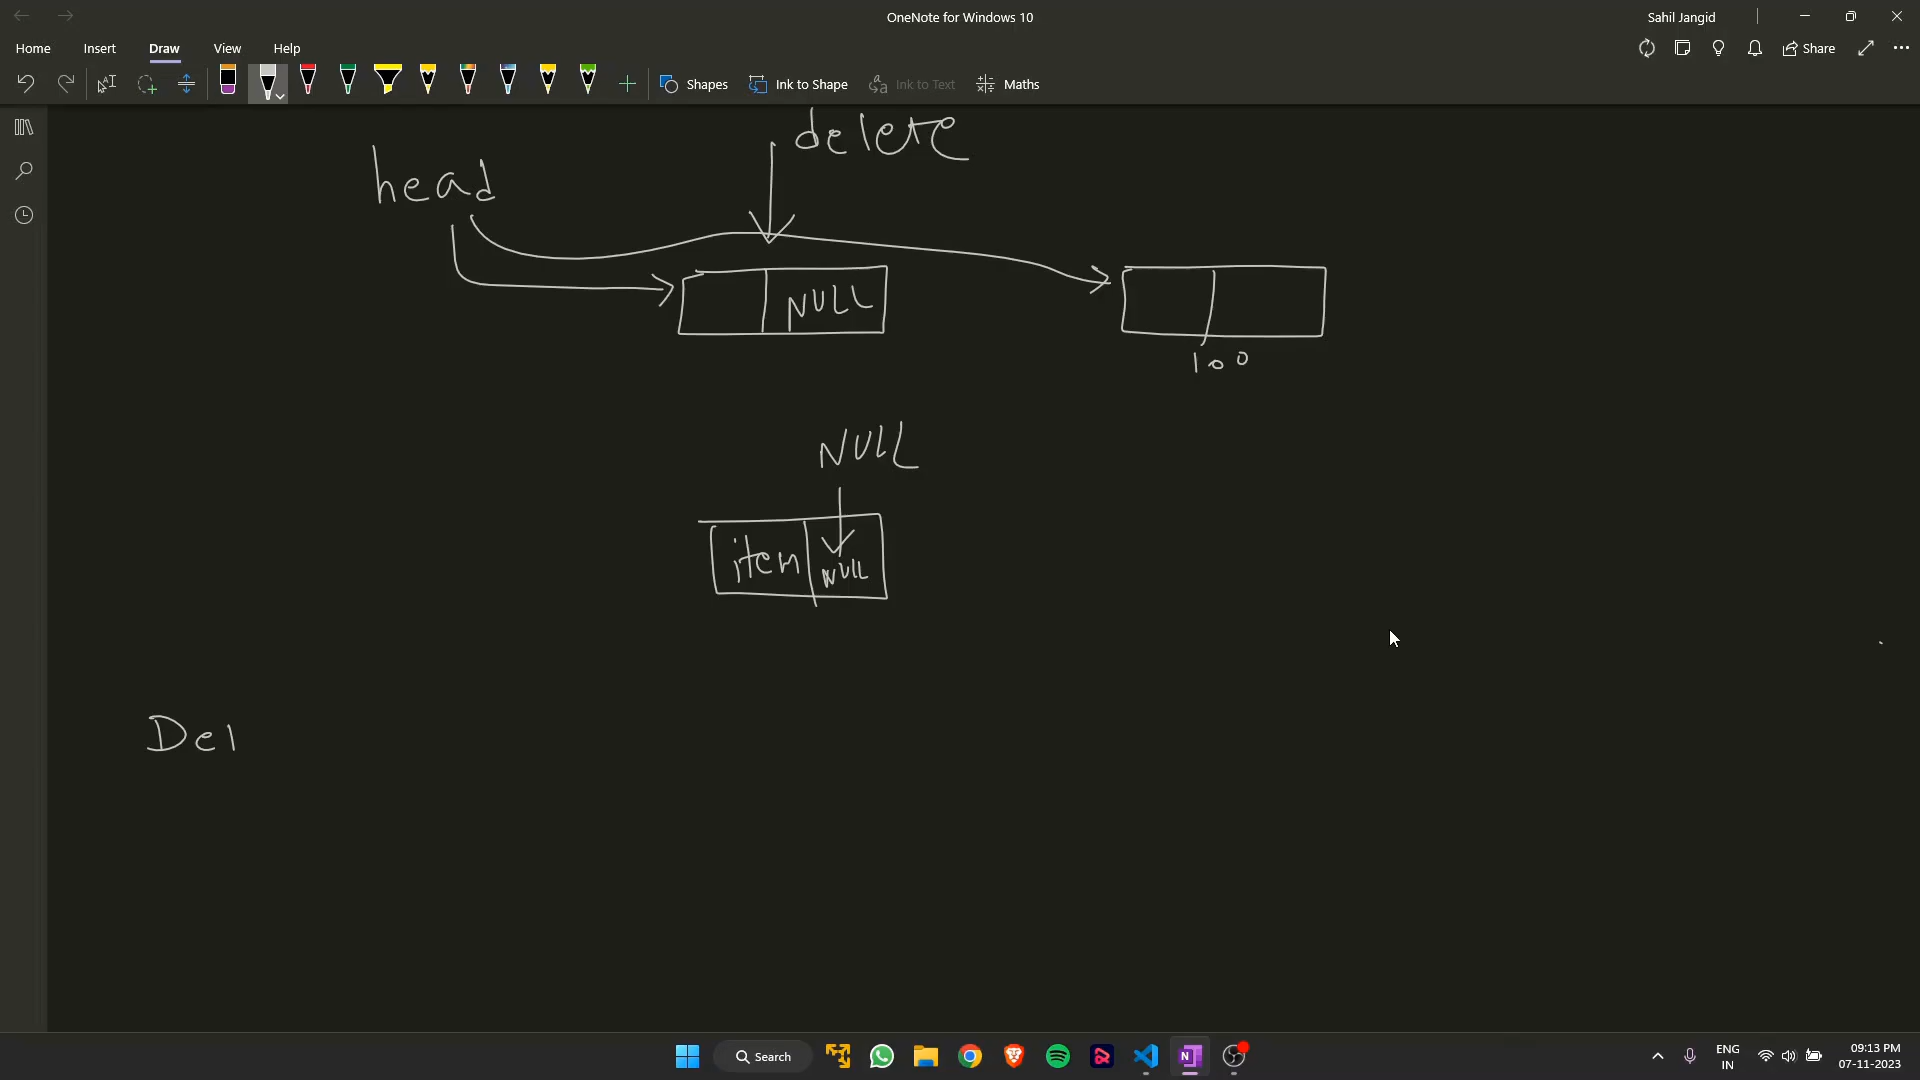 OneNote for Windows 10
Sahil Jangid
Home Insert Draw View Help
Share
Shapes Ink to Shape Ink to Text Maths
delete
head
NULL
100
NULL
item NULL
Del
Search
ENG
IN
09:13 PM
07-11-2023